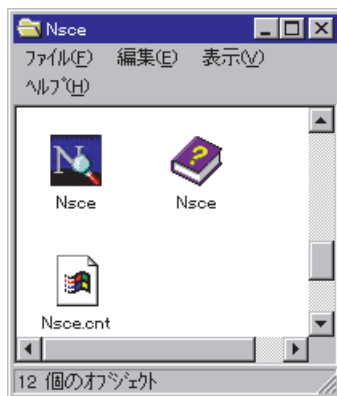 Nsce
ﾌｧｲﾙ(F) 編集(E) 表示(V)
ﾍﾙﾌﾟ(H)
Nsce Nsce
Nsce.cnt
12 個のｵﾌﾞｼﾞｪｸﾄ